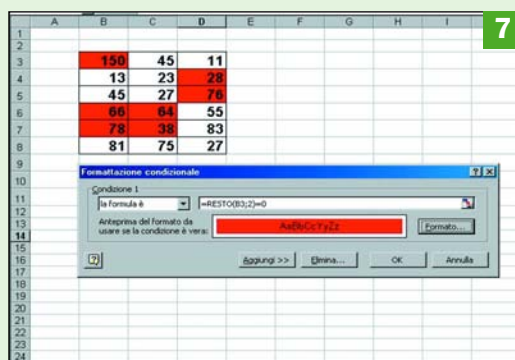 7
A B C D E F G H I
1
2
3 150 45 11
4 13 23 28
5 45 27 76
6 66 64 55
7 78 38 83
8 81 75 27
9
Formattazione condizionale
10
Condizione 1
11 la formula è =RESTO(B3;2)=0
12
13 Anteprima del formato da AaBbCcYyZz Formato...
14 usare se la condizione è vera:
15
16 Aggiungi >> Elimina... OK Annulla
17
18
19
20
21
22
23
24